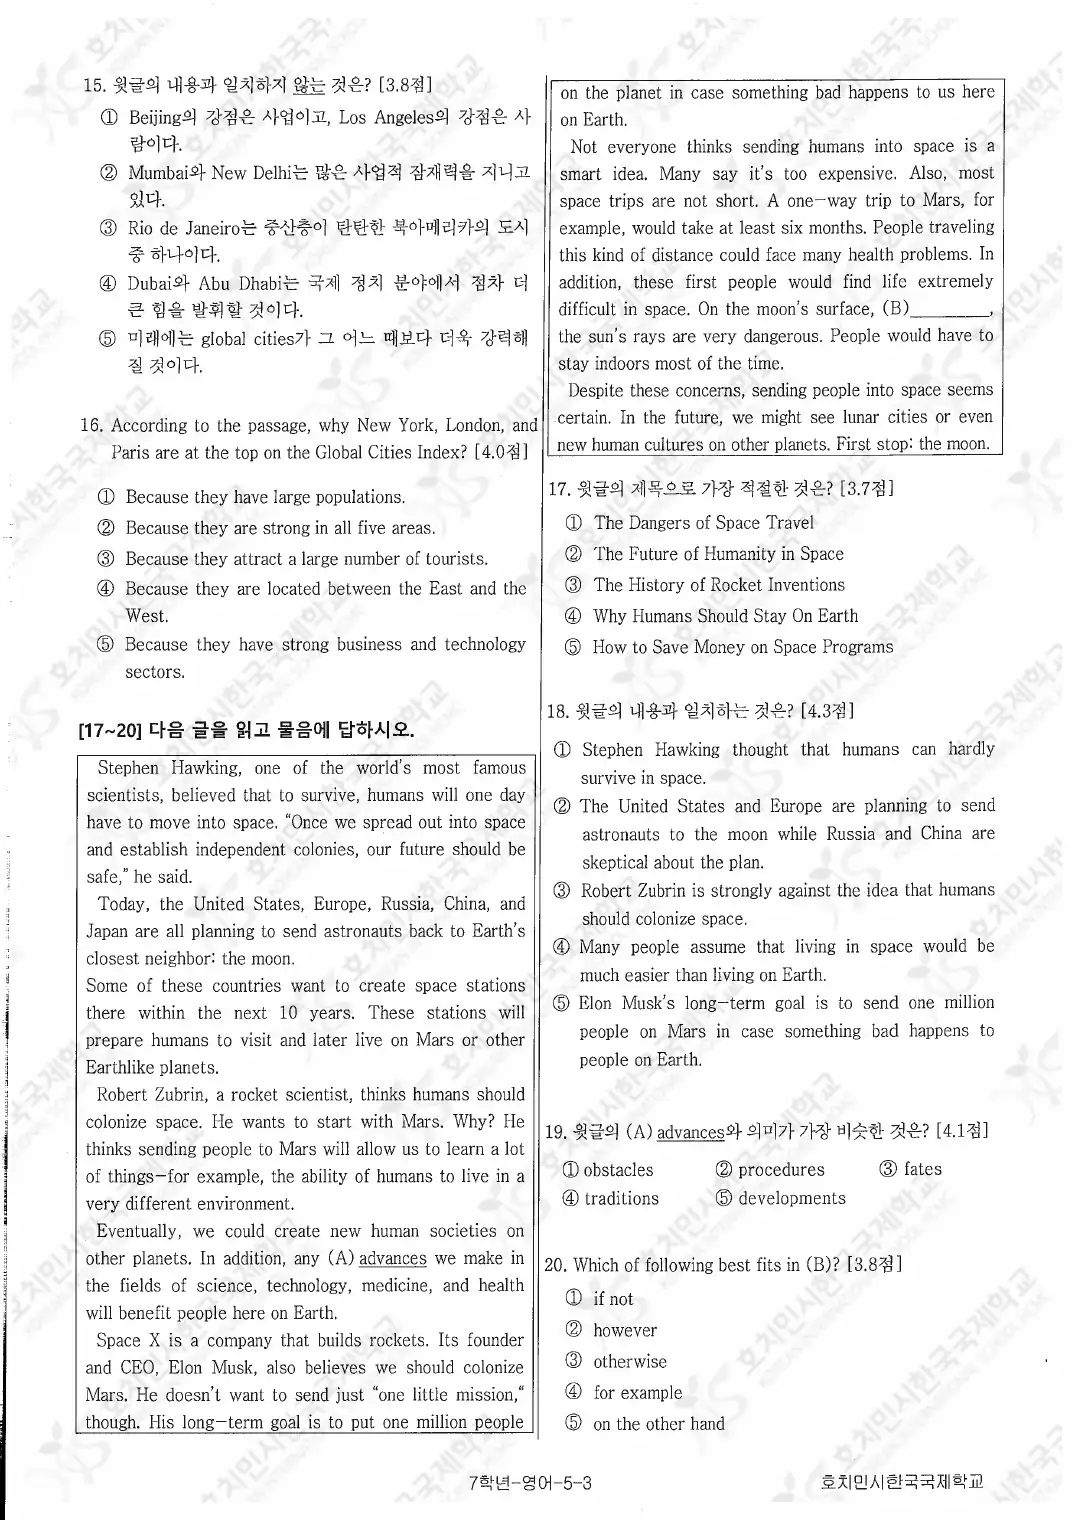 15. 윗글의 내용과 일치하지 않는 것은? [3.8점]
① Beijing의 강점은 사업이고, Los Angeles의 강점은 사
람이다.
② Mumbai와 New Delhi는 많은 사업적 잠재력을 지니고
있다.
③ Rio de Janeiro는 중산층이 탄탄한 북아메리카의 도시
중 하나이다.
④ Dubai와 Abu Dhabi는 국제 정치 분야에서 점차 더
큰 힘을 발휘할 것이다.
⑤ 미래에는 global cities가 그 어느 때보다 더욱 강력해
질 것이다.
16. According to the passage, why New York, London, and
Paris are at the top on the Global Cities Index? [4.0점]
① Because they have large populations.
② Because they are strong in all five areas.
③ Because they attract a large number of tourists.
④ Because they are located between the East and the
West.
⑤ Because they have strong business and technology
sectors.
[17~20] 다음 글을 읽고 물음에 답하시오.
Stephen Hawking, one of the world's most famous
scientists, believed that to survive, humans will one day
have to move into space. “Once we spread out into space
and establish independent colonies, our future should be
safe,” he said.
Today, the United States, Europe, Russia, China, and
Japan are all planning to send astronauts back to Earth's
closest neighbor: the moon.
Some of these countries want to create space stations
there within the next 10 years. These stations will
prepare humans to visit and later live on Mars or other
Earthlike planets.
Robert Zubrin, a rocket scientist, thinks humans should
colonize space. He wants to start with Mars. Why? He
thinks sending people to Mars will allow us to learn a lot
of things-for example, the ability of humans to live in a
very different environment.
Eventually, we could create new human societies on
other planets. In addition, any (A) advances we make in
the fields of science, technology, medicine, and health
will benefit people here on Earth.
Space X is a company that builds rockets. Its founder
and CEO, Elon Musk, also believes we should colonize
Mars. He doesn't want to send just “one little mission,“
though. His long-term goal is to put one million people
on the planet in case something bad happens to us here
on Earth.
Not everyone thinks sending humans into space is a
smart idea. Many say it's too expensive. Also, most
space trips are not short. A one-way trip to Mars, for
example, would take at least six months. People traveling
this kind of distance could face many health problems. In
addition, these first people would find life extremely
difficult in space. On the moon's surface, (B)________,
the sun's rays are very dangerous. People would have to
stay indoors most of the time.
Despite these concerns, sending people into space seems
certain. In the future, we might see lunar cities or even
new human cultures on other planets. First stop: the moon.
17. 윗글의 제목으로 가장 적절한 것은? [3.7점]
① The Dangers of Space Travel
② The Future of Humanity in Space
③ The History of Rocket Inventions
④ Why Humans Should Stay On Earth
⑤ How to Save Money on Space Programs
18. 윗글의 내용과 일치하는 것은? [4.3점]
① Stephen Hawking thought that humans can hardly
survive in space.
② The United States and Europe are planning to send
astronauts to the moon while Russia and China are
skeptical about the plan.
③ Robert Zubrin is strongly against the idea that humans
should colonize space.
④ Many people assume that living in space would be
much easier than living on Earth.
⑤ Elon Musk's long-term goal is to send one million
people on Mars in case something bad happens to
people on Earth.
19. 윗글의 (A) advances와 의미가 가장 비슷한 것은? [4.1점]
① obstacles ② procedures ③ fates
④ traditions ⑤ developments
20. Which of following best fits in (B)? [3.8점]
① if not
② however
③ otherwise
④ for example
⑤ on the other hand
7학년-영어-5-3
호치민시한국국제학교